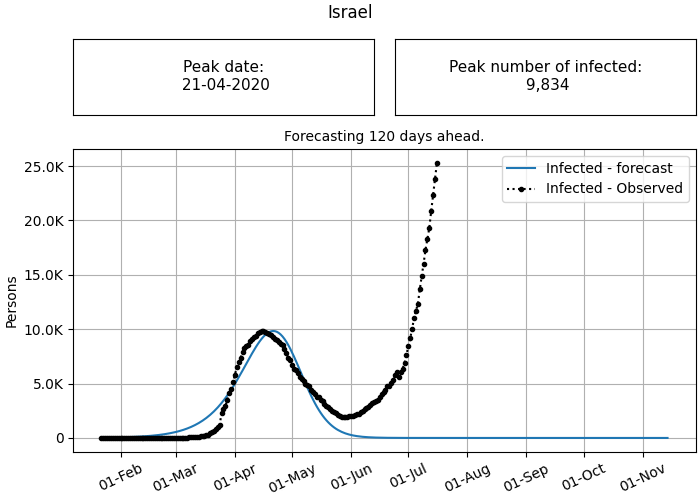 Israel
Peak date:
21-04-2020
Peak number of infected:
9,834
Forecasting 120 days ahead.
25.0K
20.0K
15.0K
10.0K
5.0K
0
Persons
Infected - forecast
Infected - Observed
01-Feb
01-Mar
01-Apr
01-May
01-Jun
01-Jul
01-Aug
01-Sep
01-Oct
01-Nov